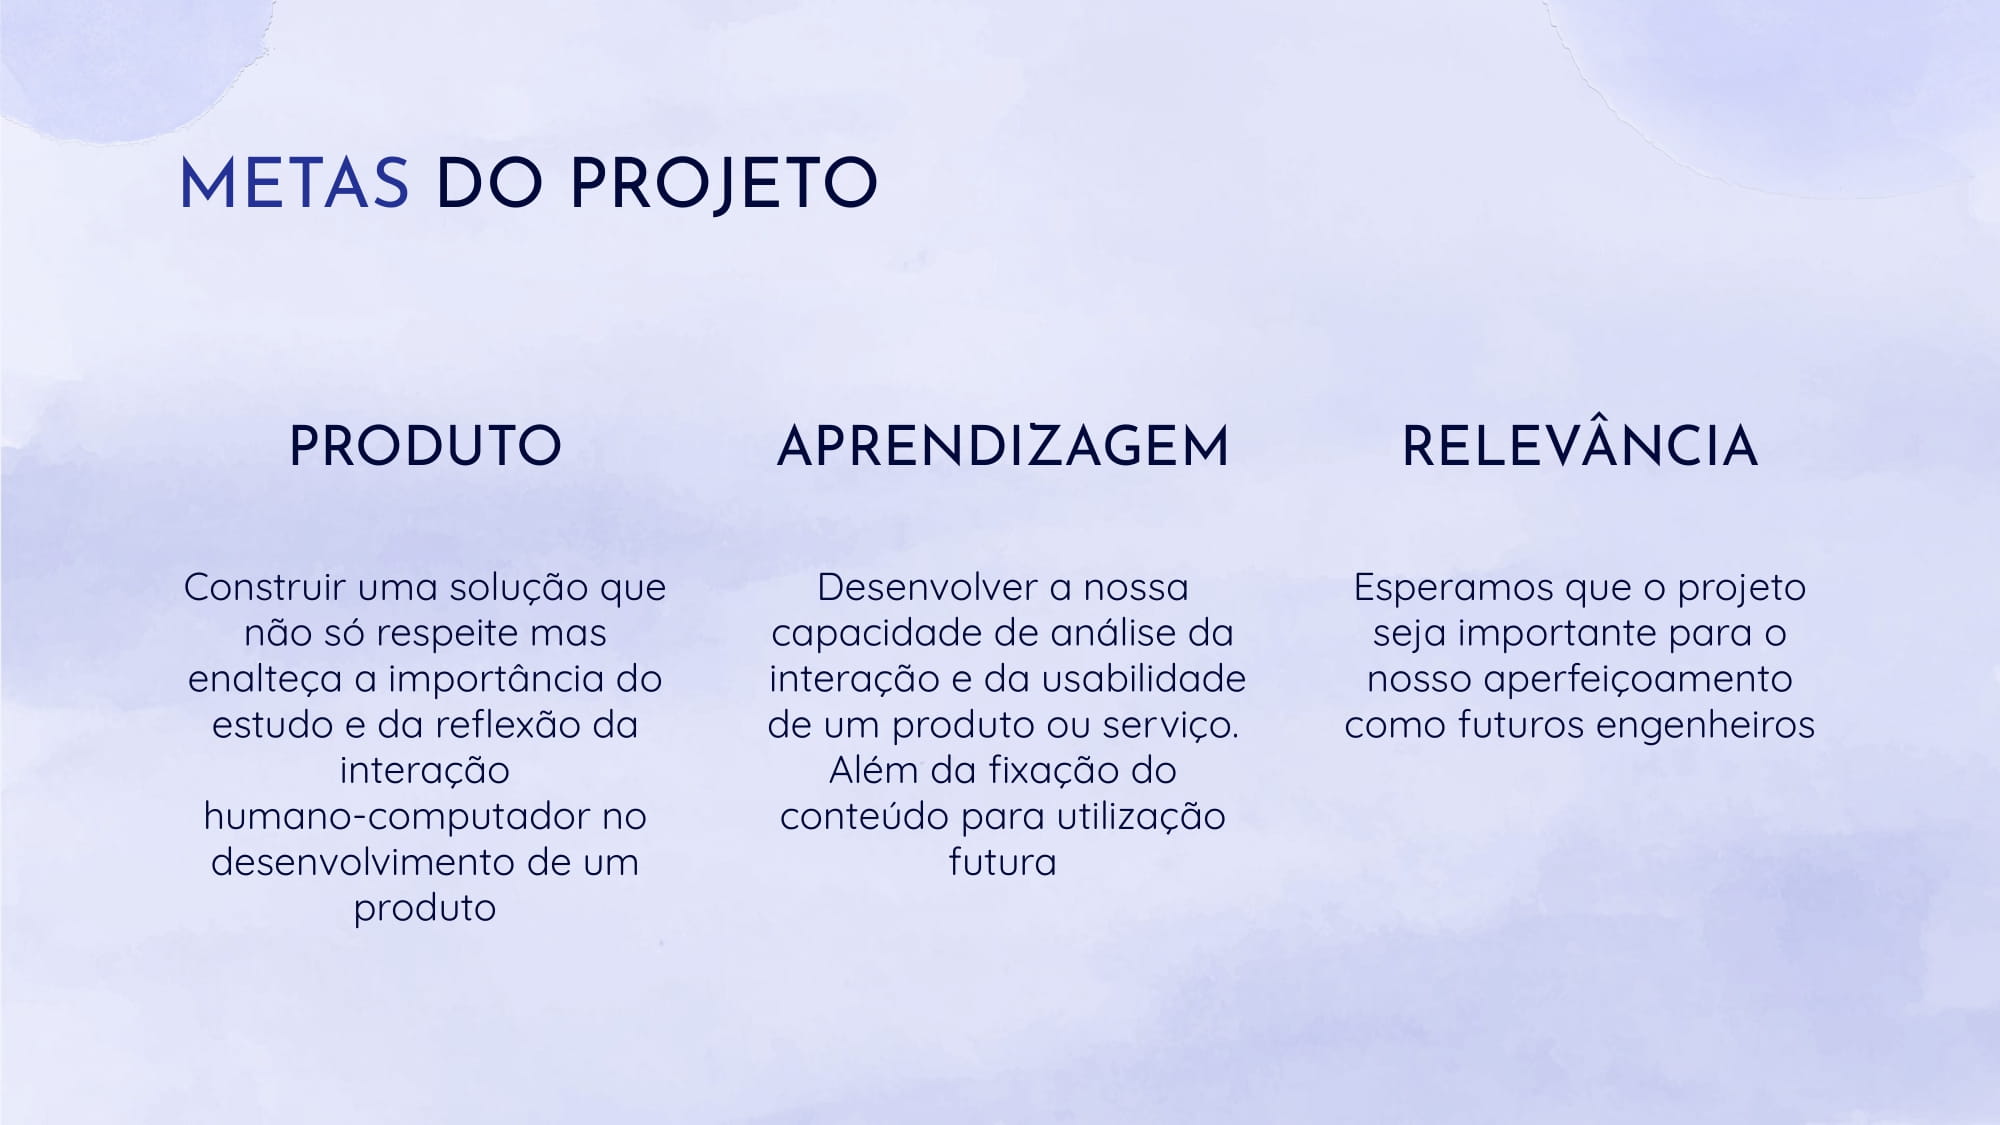 METAS DO PROJETO
PRODUTO
Construir uma solução que
não só respeite mas
enalteça a importância do
estudo e da reflexão da
interação
humano-computador no
desenvolvimento de um
produto
APRENDIZAGEM
Desenvolver a nossa
capacidade de análise da
interação e da usabilidade
de um produto ou serviço.
Além da fixação do
conteúdo para utilização
futura
RELEVÂNCIA
Esperamos que o projeto
seja importante para o
nosso aperfeiçoamento
como futuros engenheiros